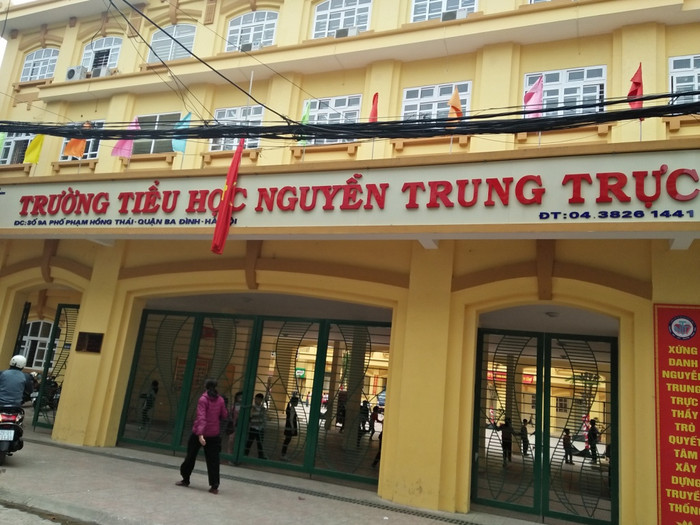 TRƯỜNG TIỂU HỌC NGUYỄN TRUNG TRỰC
ĐC: SỐ 8A PHỐ PHẠM HỒNG THÁI - QUẬN BA ĐÌNH - HÀ NỘI
ĐT: 04.3826 1441
XỨNG
DANH
NGUYỄN
TRUNG
TRỰC
THẦY
TRÒ
QUYẾT
TÂM
XÂY
DỰNG
TRUYỀN
THỐNG